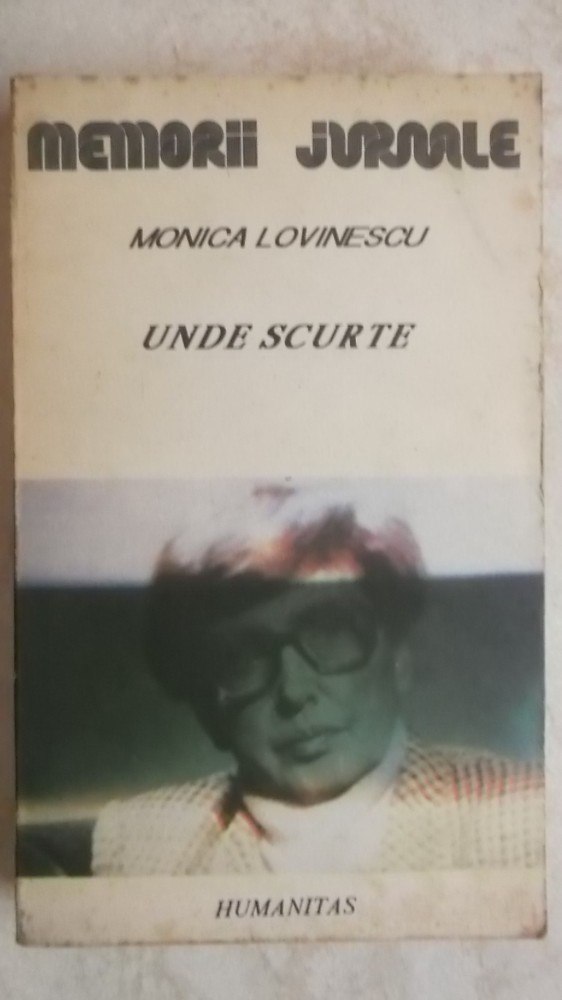 MEMORII JURNALE
MONICA LOVINESCU
UNDE SCURTE
HUMANITAS